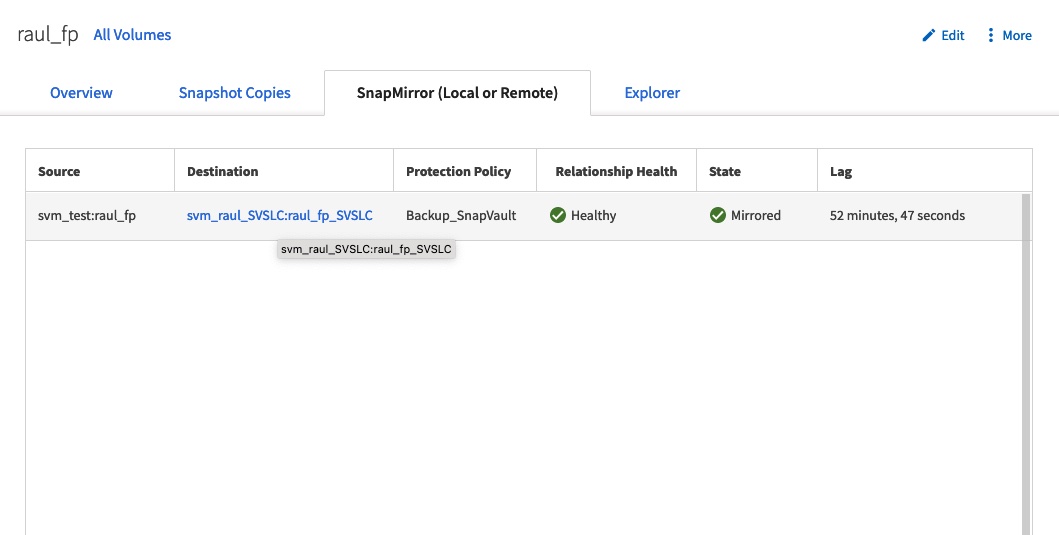 raul_fp All Volumes Edit More
Overview Snapshot Copies SnapMirror (Local or Remote) Explorer
Source Destination Protection Policy Relationship Health State Lag
svm_test:raul_fp svm_raul_SVSLC:raul_fp_SVSLC Backup_SnapVault Healthy Mirrored 52 minutes, 47 seconds
svm_raul_SVSLC:raul_fp_SVSLC